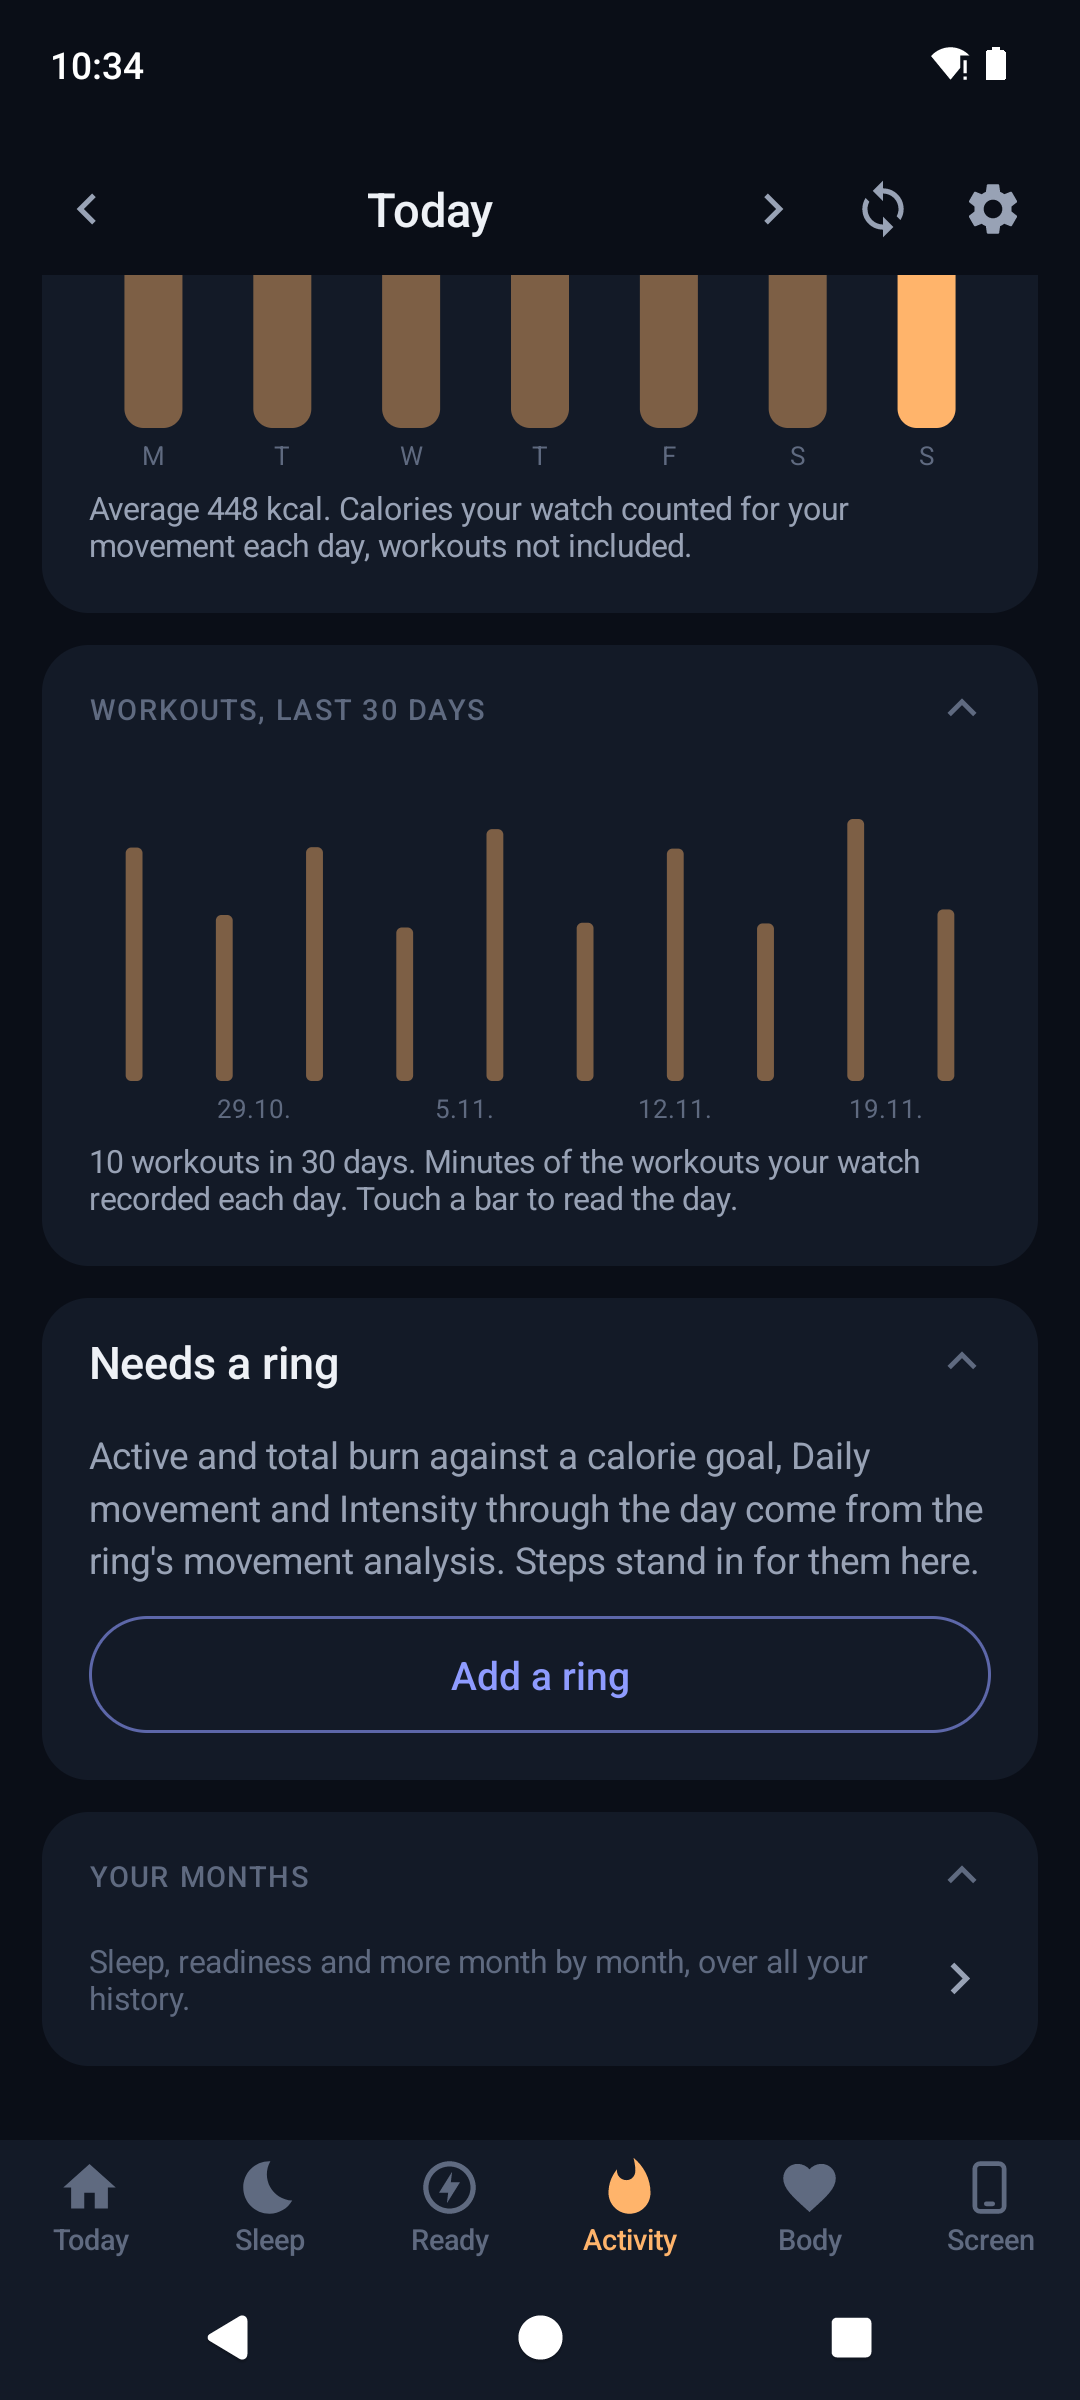 10:34
Today
M T W T F S S
Average 448 kcal. Calories your watch counted for your
movement each day, workouts not included.
WORKOUTS, LAST 30 DAYS
29.10. 5.11. 12.11. 19.11.
10 workouts in 30 days. Minutes of the workouts your watch
recorded each day. Touch a bar to read the day.
Needs a ring
Active and total burn against a calorie goal, Daily
movement and Intensity through the day come from the
ring's movement analysis. Steps stand in for them here.
Add a ring
YOUR MONTHS
Sleep, readiness and more month by month, over all your
history.
Today Sleep Ready Activity Body Screen